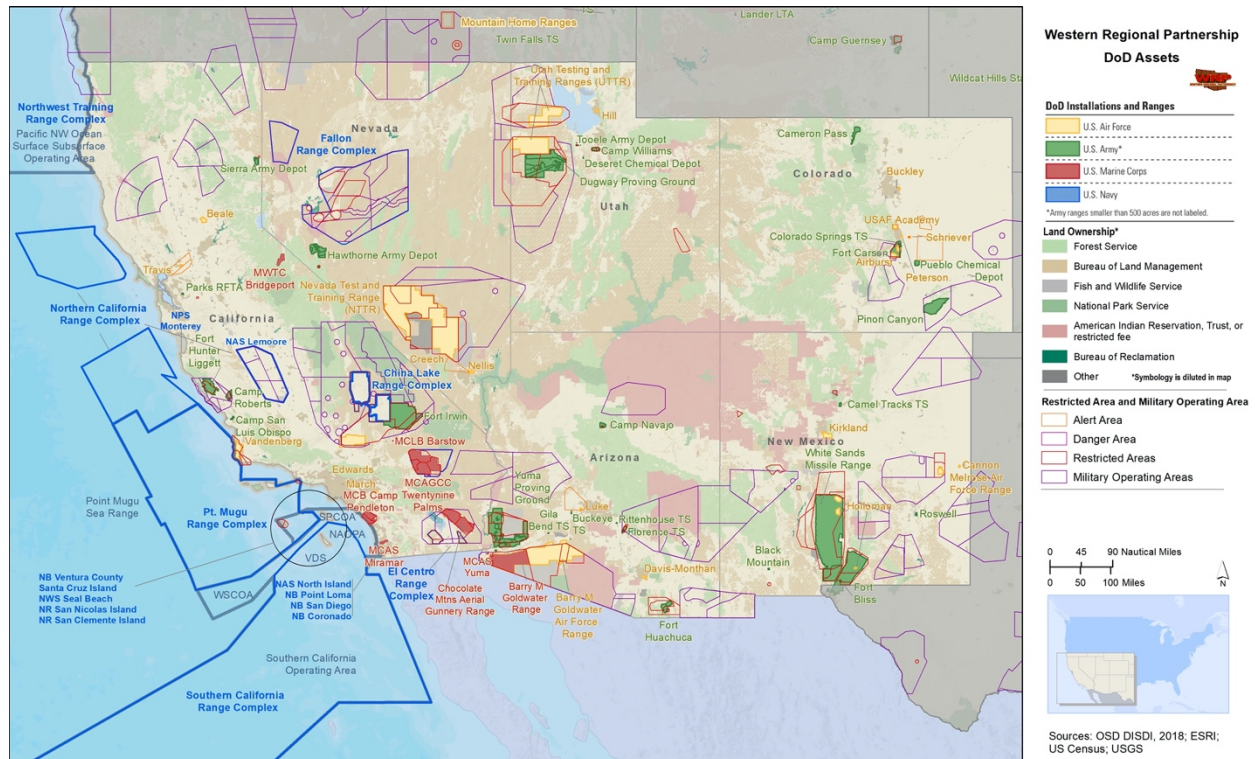 Mountain Home Ranges
TS
Twin Falls TS
Lander LTA
Camp Guernsey
Wildcat Hills Sta
Utah Testing and
Training Ranges (UTTR)
Hill
Northwest Training
Range Complex
Pacific NW Ocean
Surface Subsurface
Operating Area
Nevada
Fallon
Range Complex
Sierra Army Depot
Tooele Army Depot
Camp Williams
Deseret Chemical Depot
Dugway Proving Ground
Utah
Cameron Pass
Colorado
Buckley
USAF Academy
Colorado Springs TS
Schriever
Fort Carson
Airburst
Peterson
Pueblo Chemical
Depot
Pinon Canyon
Beale
Travis
Hawthorne Army Depot
MWTC
Bridgeport
Parks RFTA
Nevada Test and
Training Range
(NTTR)
Northern California
Range Complex
NPS
Monterey
California
Fort
Hunter
Liggett
NAS Lemoore
Creech
Nellis
China Lake
Range Complex
Camp
Roberts
Camp San
Luis Obispo
Fort Irwin
Vandenberg
MCLB Barstow
Camp Navajo
Camel Tracks TS
Kirkland
New Mexico
White Sands
Missile Range
Cannon
Melrose Air
Force Range
Arizona
Edwards
March
MCAGCC
Twentynine
Palms
MCB Camp
Pendleton
Yuma
Proving
Ground
Luke
Gila
Bend TS
Buckeye
TS
Rittenhouse TS
Florence TS
Holloman
Roswell
Point Mugu
Sea Range
Pt. Mugu
Range Complex
SPCOA
NAOPA
VDS
WSCOA
MCAS
Miramar
El Centro
Range
Complex
MCAS
Yuma
Black
Mountain
Davis-Monthan
Fort
Bliss
NB Ventura County
Santa Cruz Island
NWS Seal Beach
NR San Nicolas Island
NR San Clemente Island
NAS North Island
NB Point Loma
NB San Diego
NB Coronado
Chocolate
Mtns Aerial
Gunnery Range
Barry M
Goldwater
Range
Barry M
Goldwater
Air Force
Range
Fort
Huachuca
Southern California
Operating Area
Southern California
Range Complex
Western Regional Partnership
DoD Assets
WRP
DoD Installations and Ranges
U.S. Air Force
U.S. Army*
U.S. Marine Corps
U.S. Navy
*Army ranges smaller than 500 acres are not labeled.
Land Ownership*
Forest Service
Bureau of Land Management
Fish and Wildlife Service
National Park Service
American Indian Reservation, Trust, or
restricted fee
Bureau of Reclamation
Other
*Symbology is diluted in map
Restricted Area and Military Operating Area
Alert Area
Danger Area
Restricted Areas
Military Operating Areas
0 45 90 Nautical Miles
0 50 100 Miles
N
Sources: OSD DISDI, 2018; ESRI;
US Census; USGS